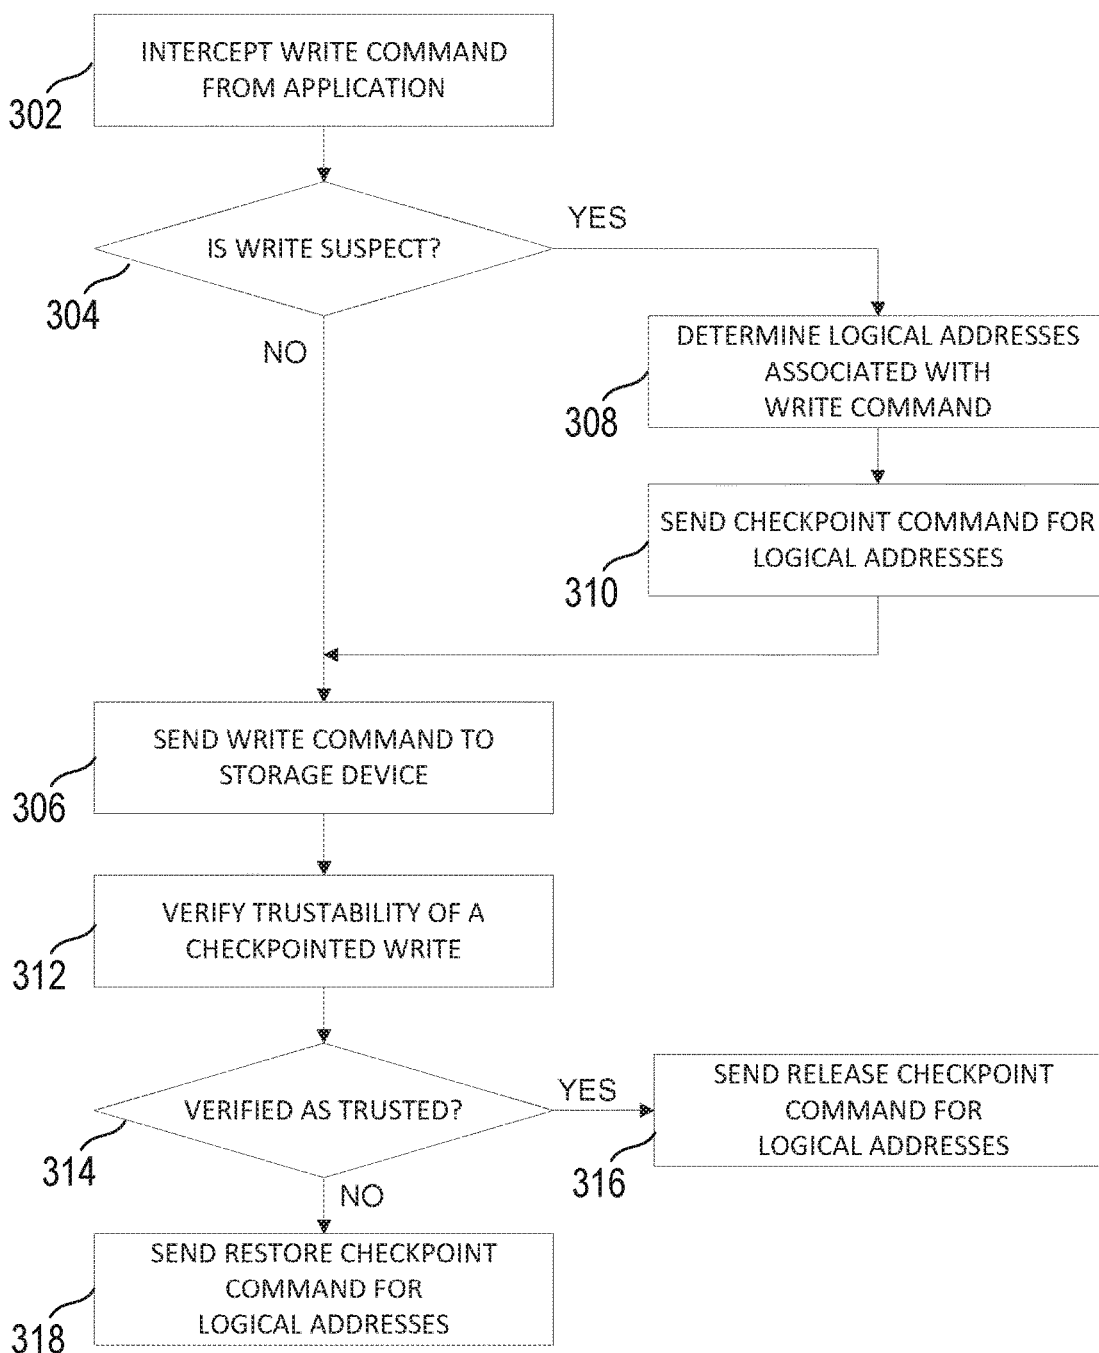 INTERCEPT WRITE COMMAND
FROM APPLICATION
302
IS WRITE SUSPECT?
YES
304
NO
DETERMINE LOGICAL ADDRESSES
ASSOCIATED WITH
WRITE COMMAND
308
SEND CHECKPOINT COMMAND FOR
LOGICAL ADDRESSES
310
SEND WRITE COMMAND TO
STORAGE DEVICE
306
VERIFY TRUSTABILITY OF A
CHECKPOINTED WRITE
312
VERIFIED AS TRUSTED?
YES
314
NO
SEND RELEASE CHECKPOINT
COMMAND FOR
LOGICAL ADDRESSES
316
SEND RESTORE CHECKPOINT
COMMAND FOR
LOGICAL ADDRESSES
318